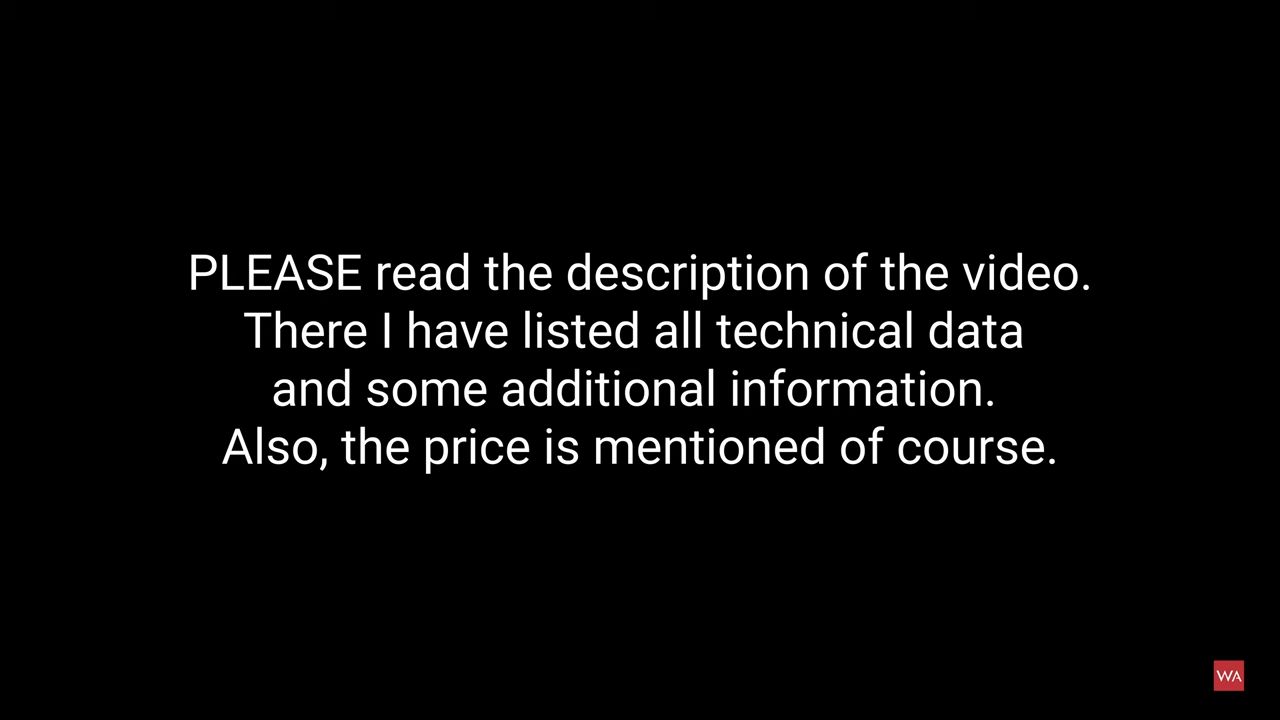 PLEASE read the description of the video.
There I have listed all technical data
and some additional information.
Also, the price is mentioned of course.
WA